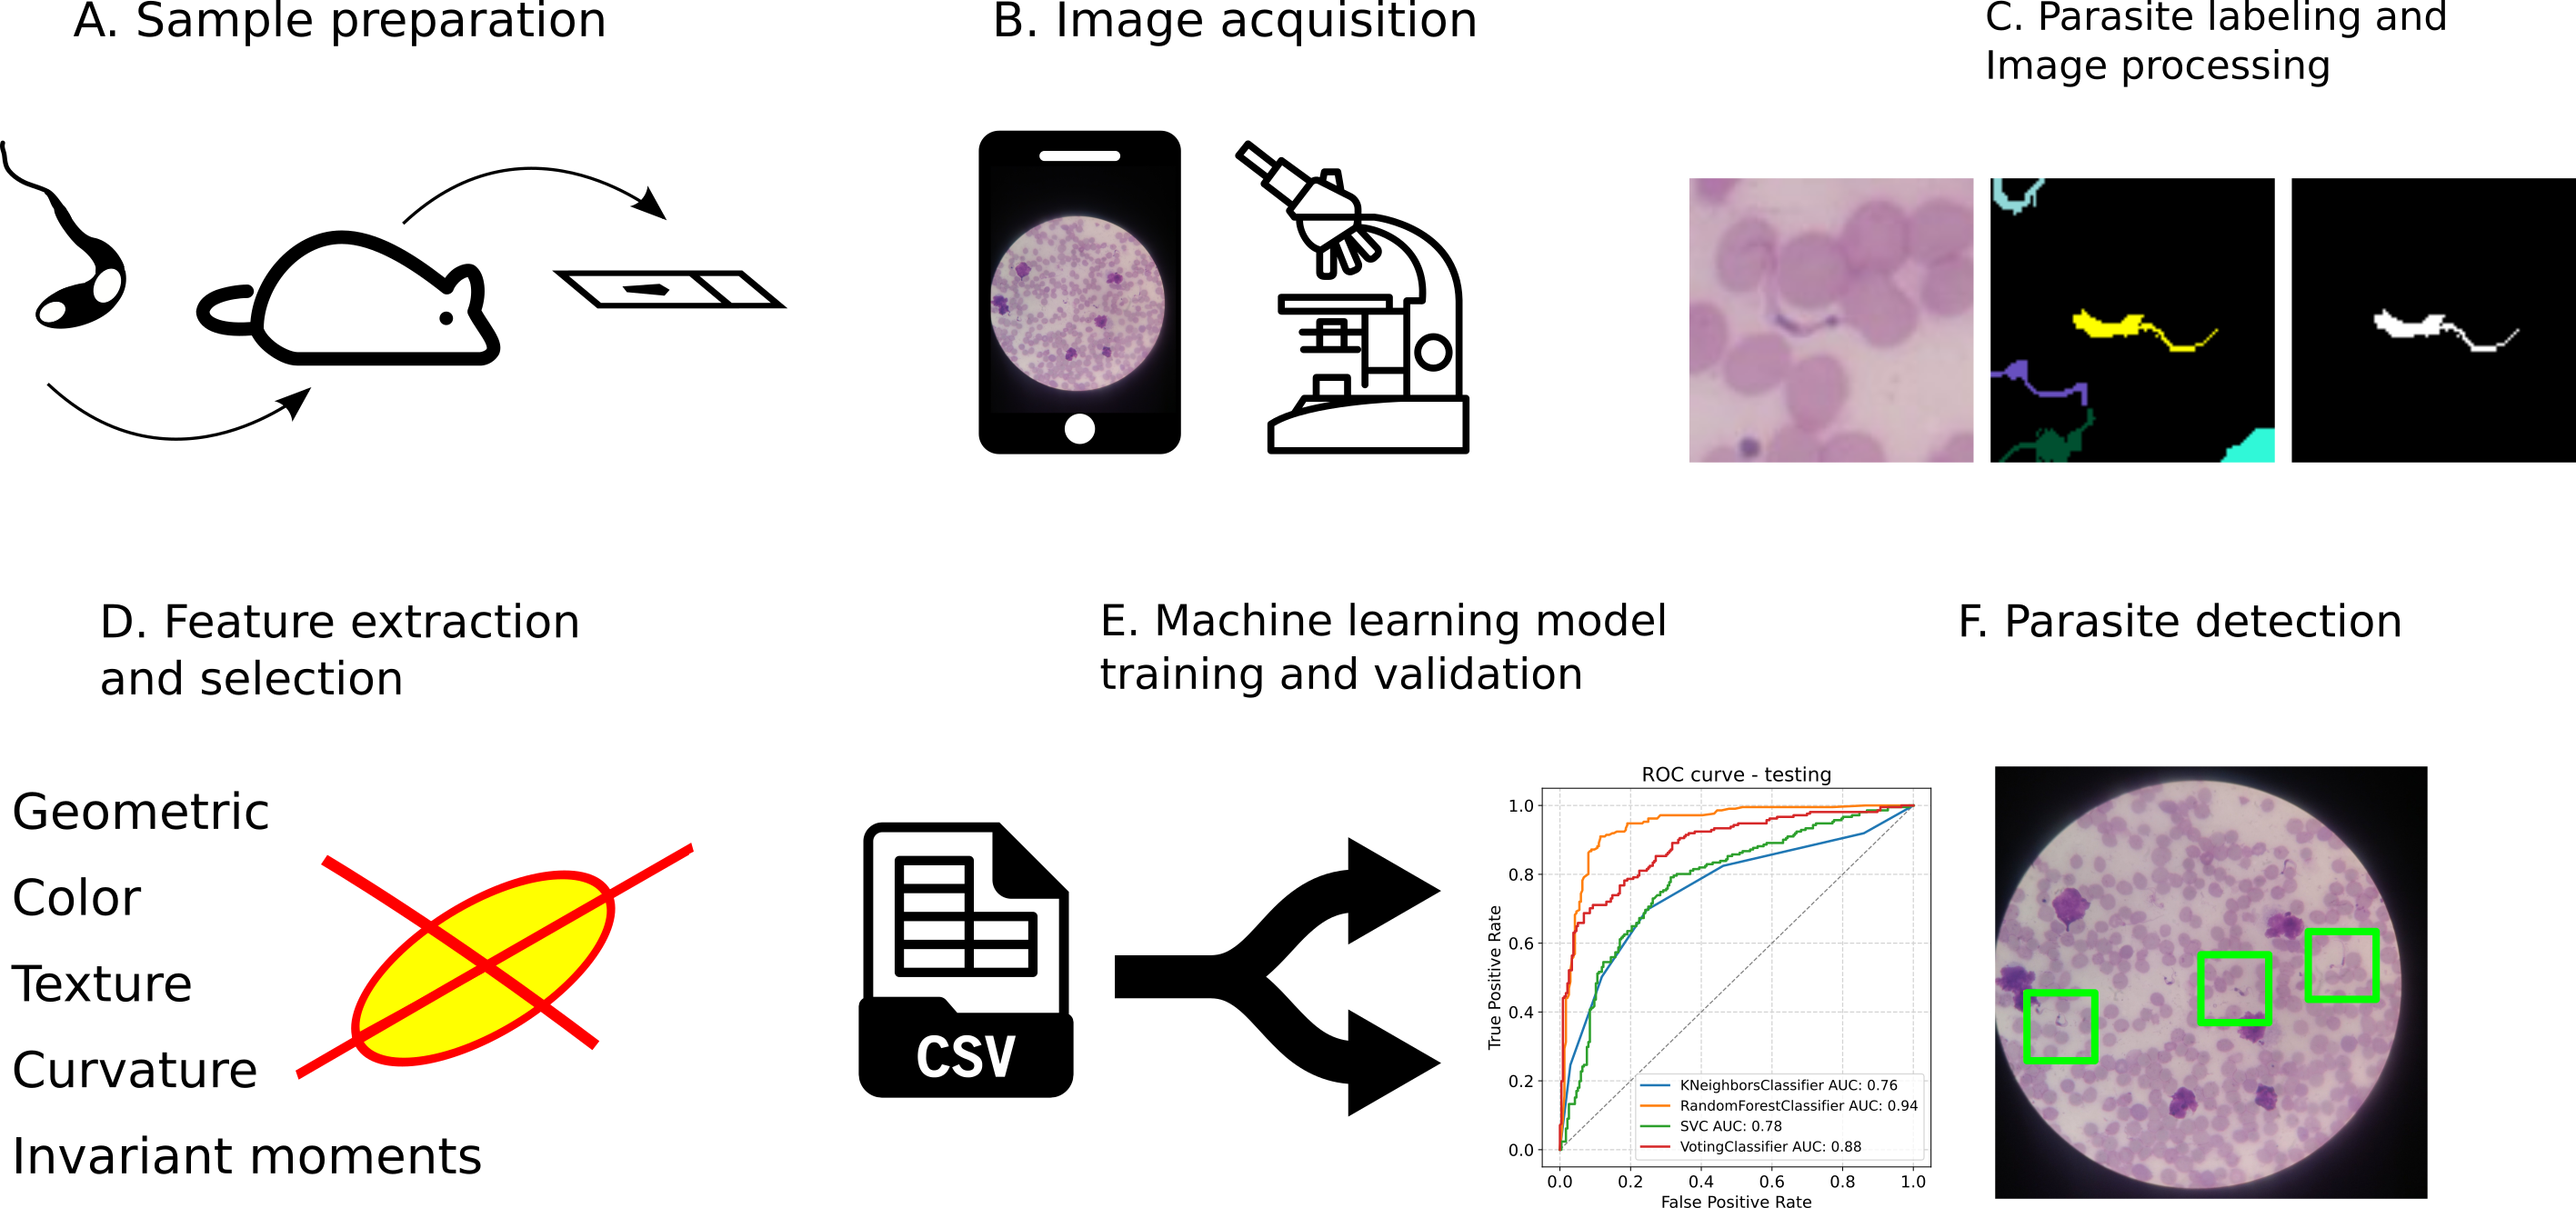 A. Sample preparation
B. Image acquisition
C. Parasite labeling and
Image processing
D. Feature extraction
and selection
Geometric
Color
Texture
Curvature
Invariant moments
E. Machine learning model
training and validation
CSV
ROC curve - testing
True Positive Rate
1.0
0.8
0.6
0.4
0.2
0.0
KNeighborsClassifier AUC: 0.76
RandomForestClassifier AUC: 0.94
SVC AUC: 0.78
VotingClassifier AUC: 0.88
0.0 0.2 0.4 0.6 0.8 1.0
False Positive Rate
F. Parasite detection